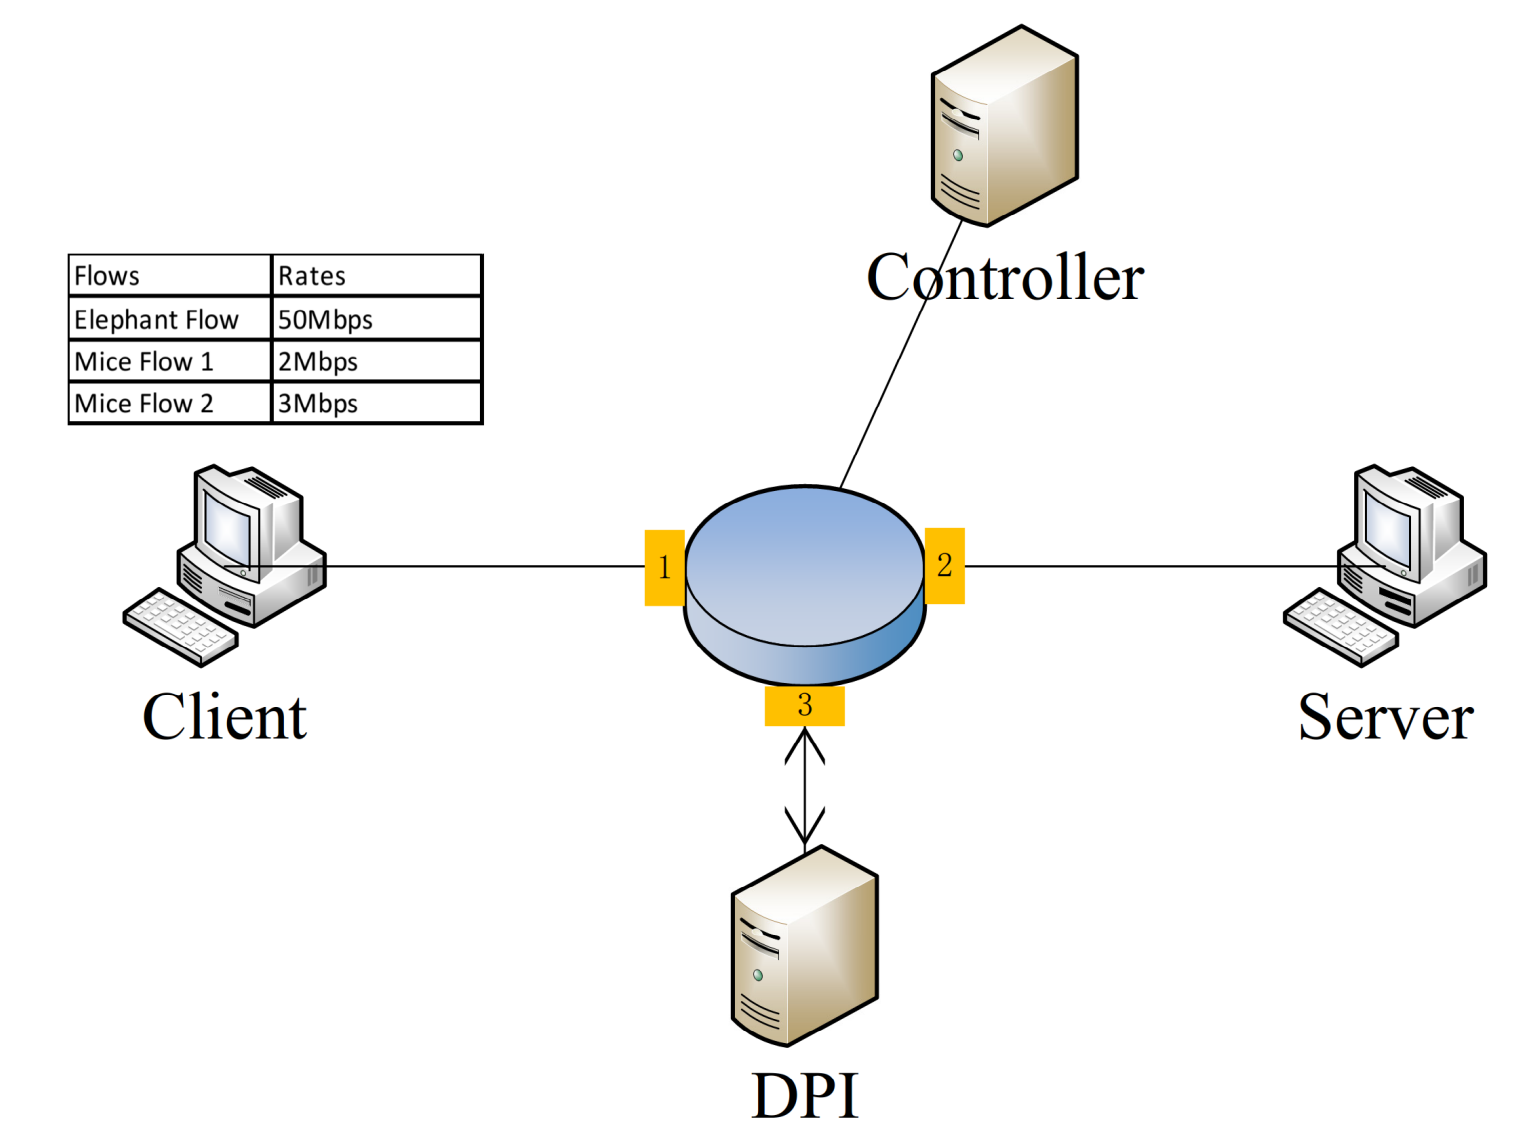 Controller
Flows Rates
Elephant Flow 50Mbps
Mice Flow 1 2Mbps
Mice Flow 2 3Mbps
1
2
3
Client
Server
DPI